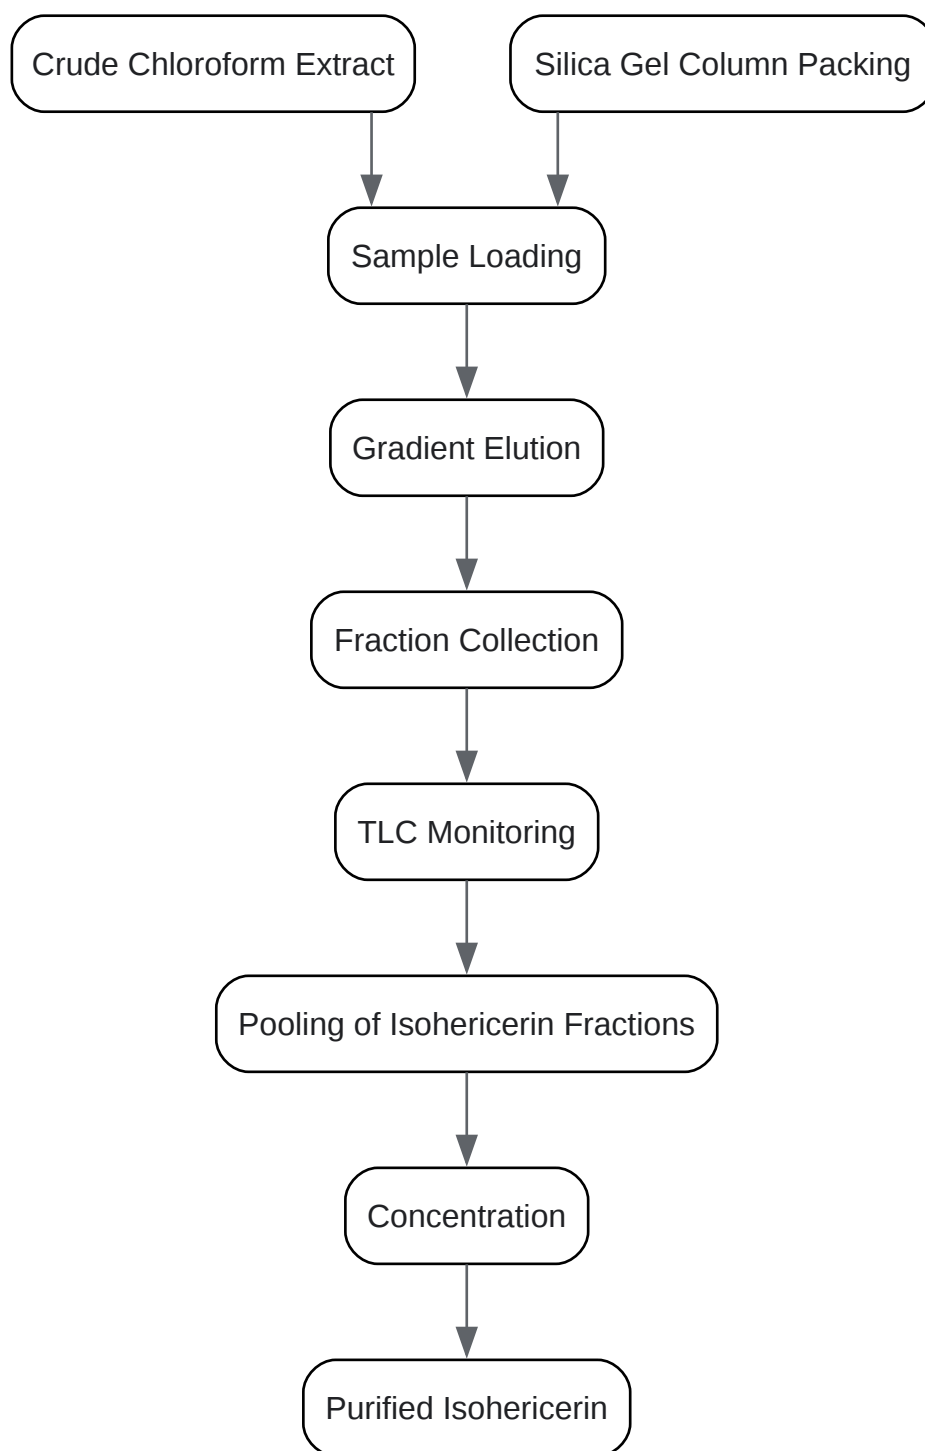 Crude Chloroform Extract
Silica Gel Column Packing
Sample Loading
Gradient Elution
Fraction Collection
TLC Monitoring
Pooling of Isohericerin Fractions
Concentration
Purified Isohericerin